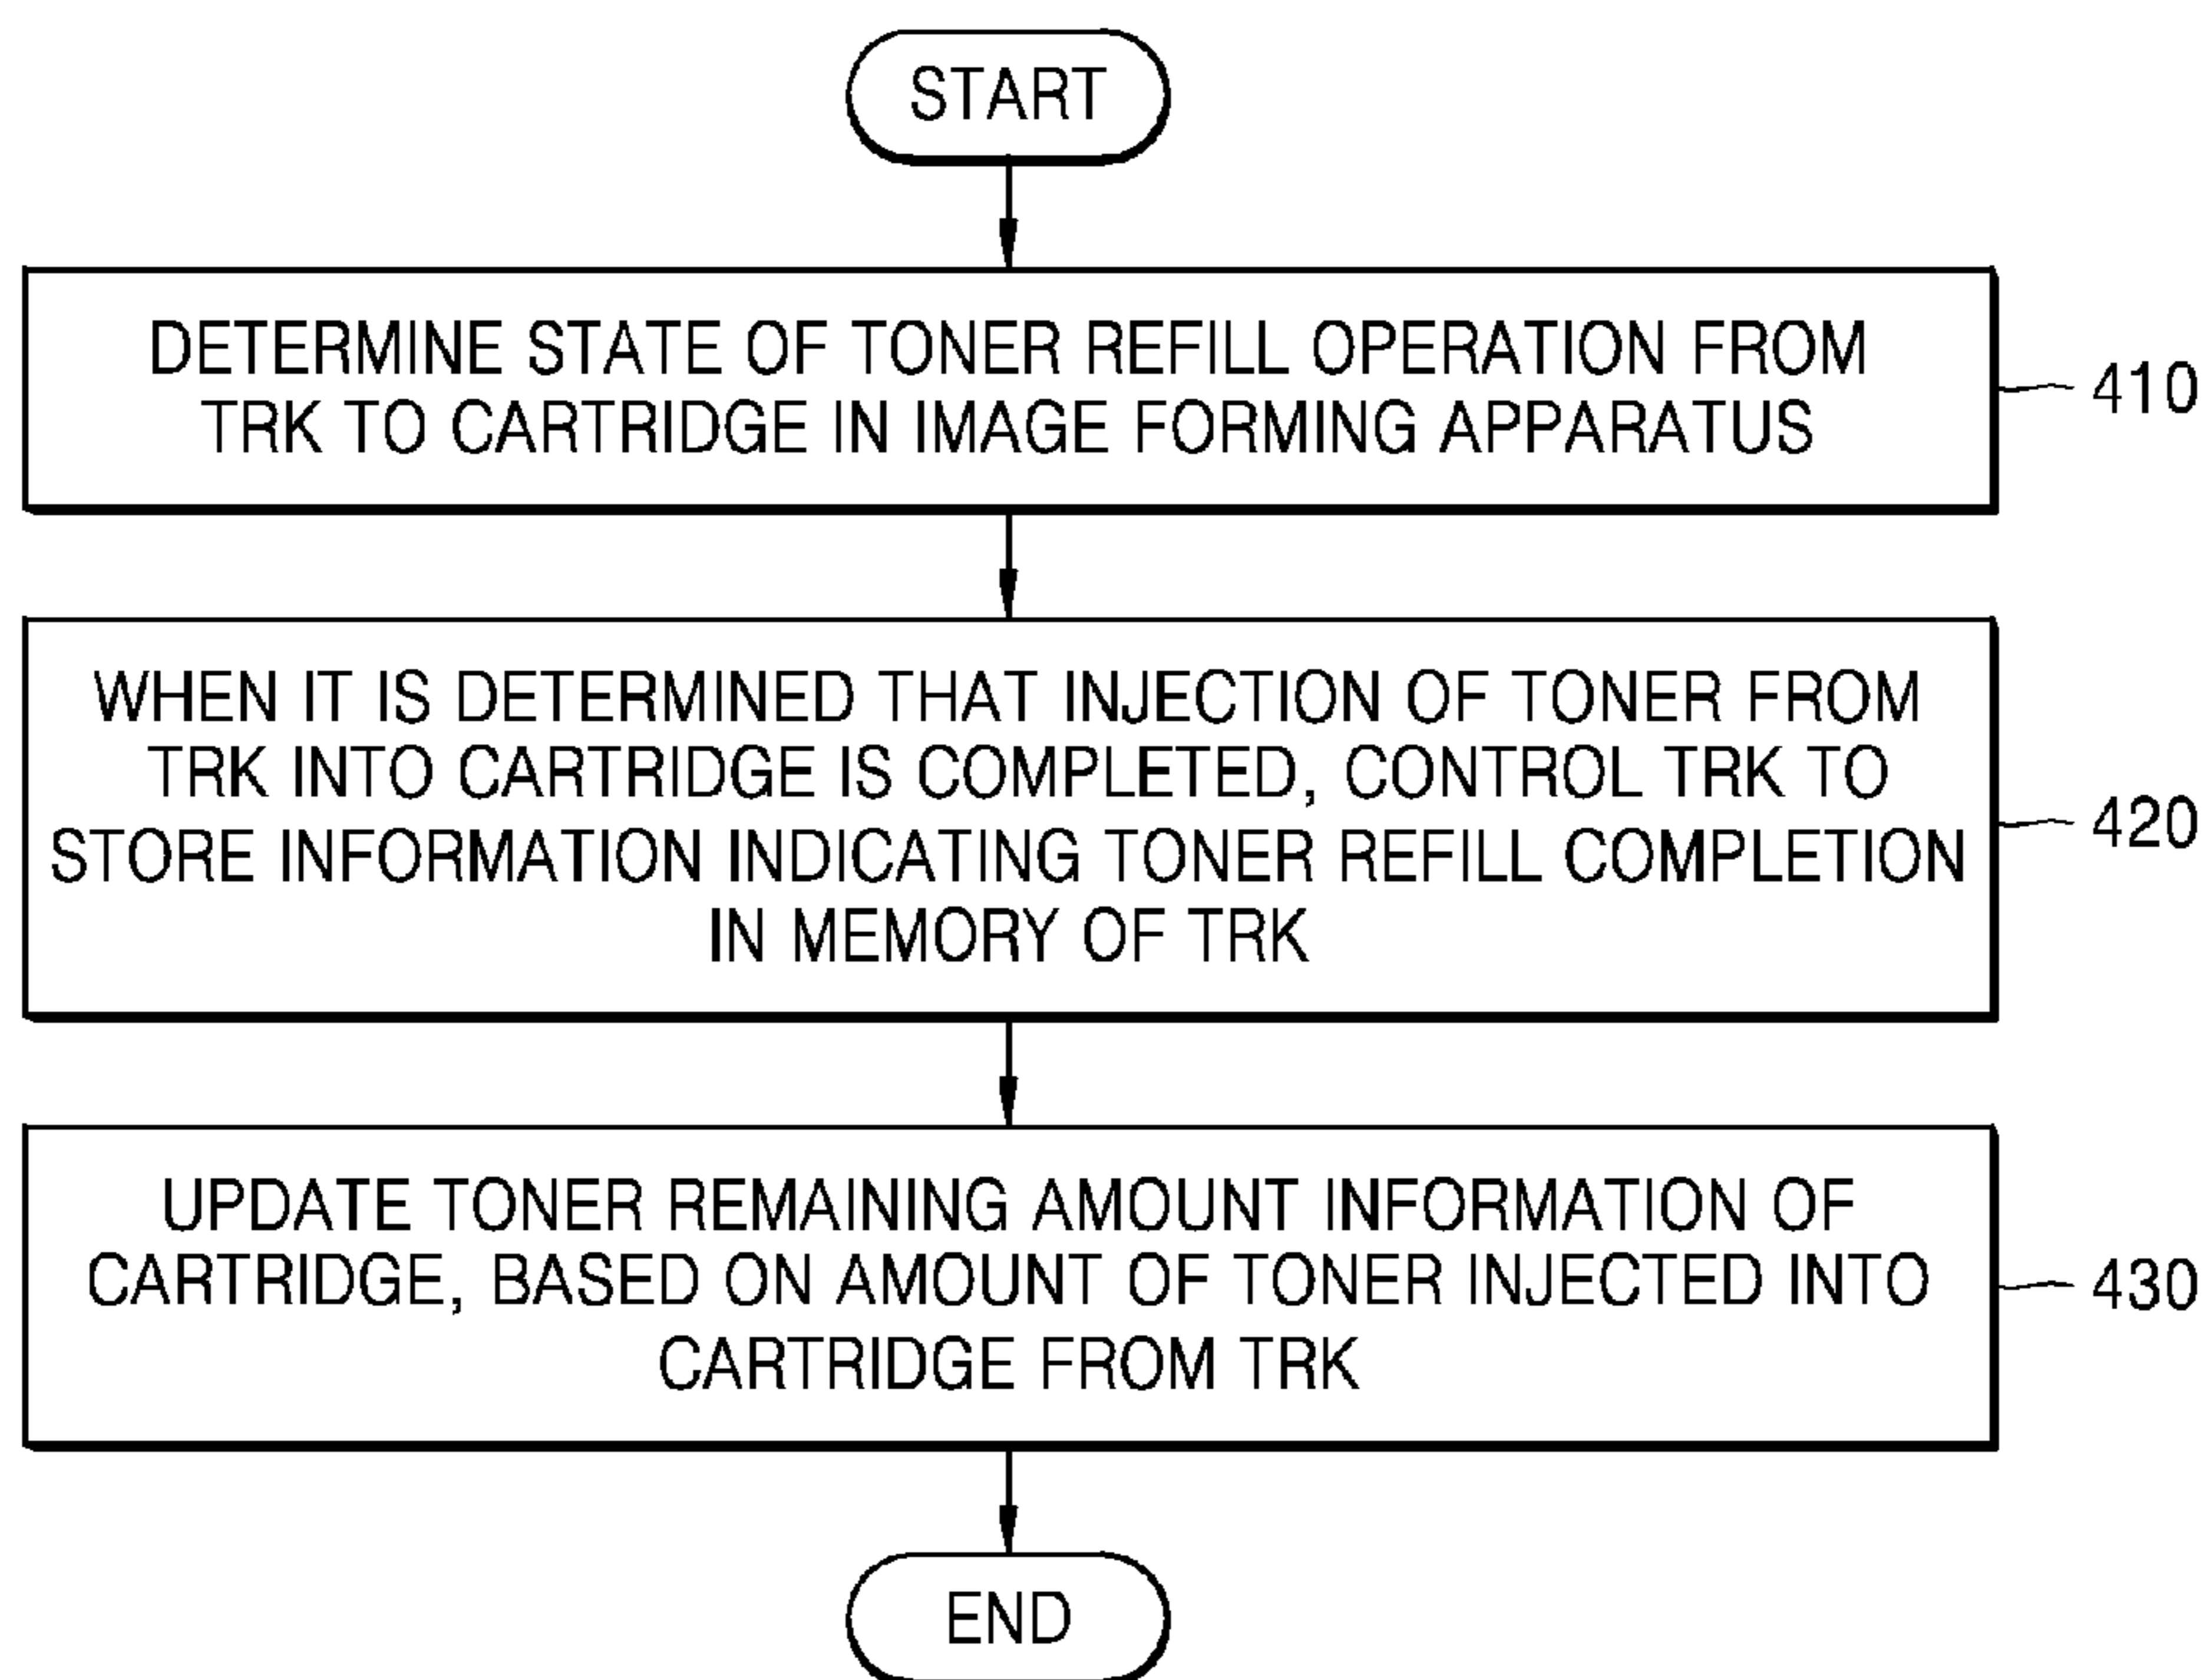 START
DETERMINE STATE OF TONER REFILL OPERATION FROM
TRK TO CARTRIDGE IN IMAGE FORMING APPARATUS
410
WHEN IT IS DETERMINED THAT INJECTION OF TONER FROM
TRK INTO CARTRIDGE IS COMPLETED, CONTROL TRK TO
STORE INFORMATION INDICATING TONER REFILL COMPLETION
IN MEMORY OF TRK
420
UPDATE TONER REMAINING AMOUNT INFORMATION OF
CARTRIDGE, BASED ON AMOUNT OF TONER INJECTED INTO
CARTRIDGE FROM TRK
430
END